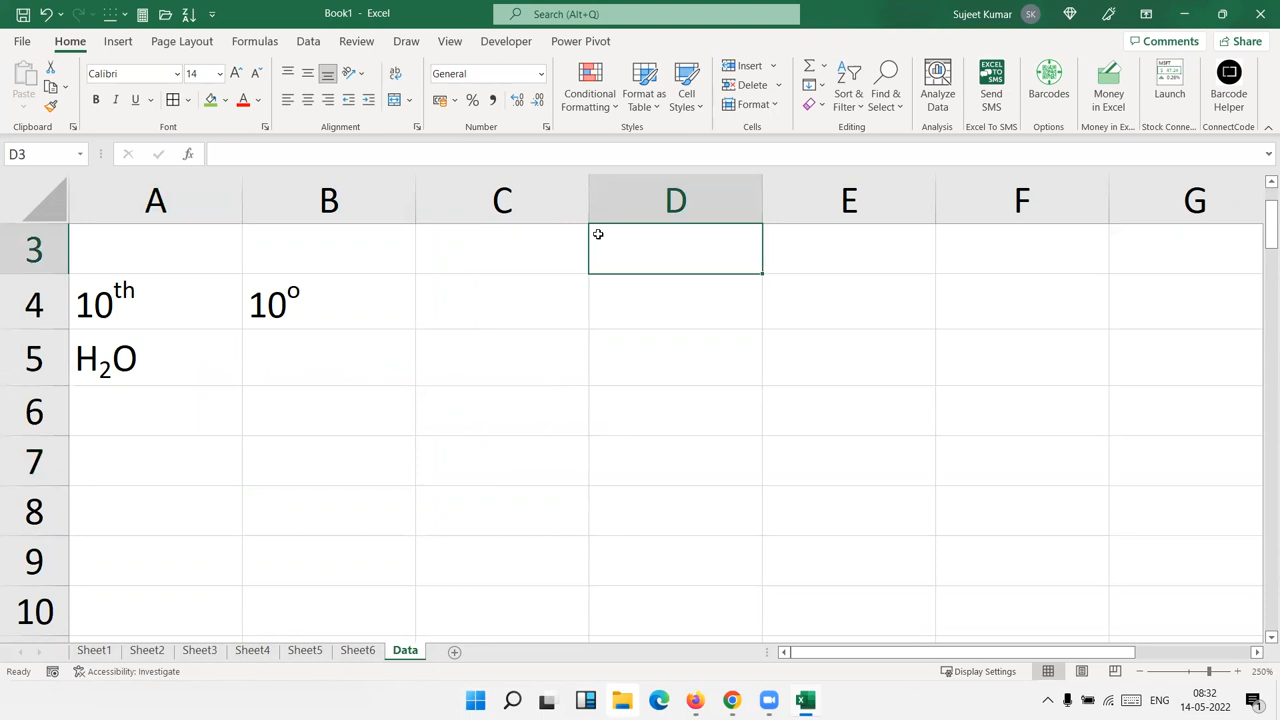 Book1 - Excel
Search (Alt+Q)
Sujeet Kumar
SK
File Home Insert Page Layout Formulas Data Review Draw View Developer Power Pivot
Comments Share
Paste
Calibri 14
B I U
General
Conditional Formatting
Format as Table
Cell Styles
Insert
Delete
Format
Sort & Filter
Find & Select
Analyze Data
Send SMS
Barcodes
Money in Excel
Launch
Barcode Helper
Clipboard Font Alignment Number Styles Cells Editing Analysis Excel To SMS Options Money in Ex... Stock Conne... ConnectCode
D3
A B C D E F G
3
4 10th 10o
5 H2O
6
7
8
9
10
Sheet1 Sheet2 Sheet3 Sheet4 Sheet5 Sheet6 Data
Ready Accessibility: Investigate Display Settings 250%
ENG
08:32
14-05-2022